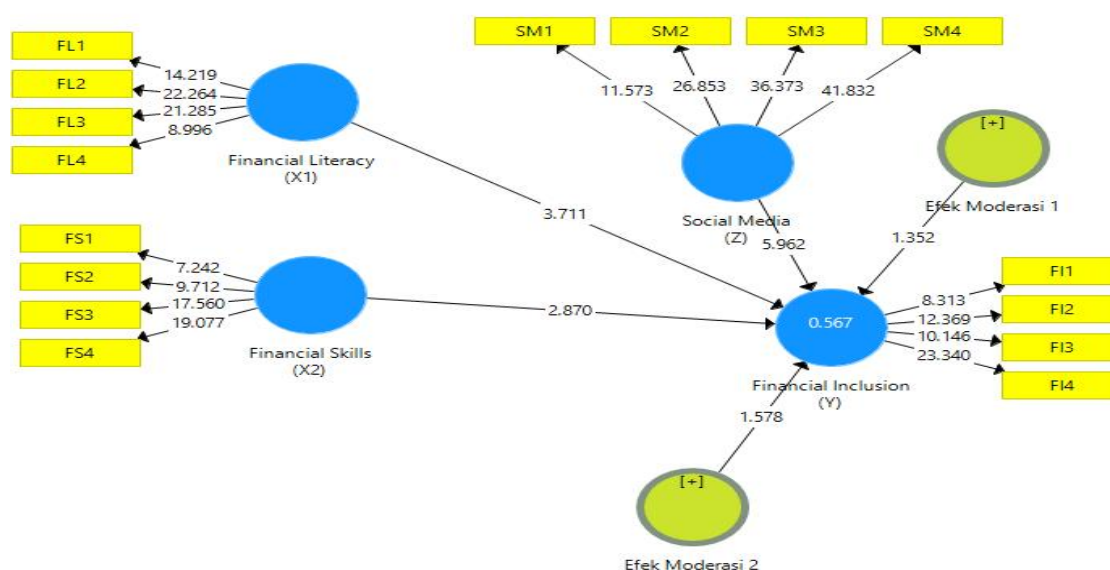 FL1
FL2
FL3
FL4
14.219
22.264
21.285
8.996
Financial Literacy
(X1)
3.711
SM1
SM2
SM3
SM4
11.573
26.853
36.373
41.832
Social Media
(Z)
5.962
[+]
Efek Moderasi 1
1.352
FS1
FS2
FS3
FS4
7.242
9.712
17.560
19.077
Financial Skills
(X2)
2.870
0.567
Financial Inclusion
(Y)
8.313
12.369
10.146
23.340
FI1
FI2
FI3
FI4
1.578
[+]
Efek Moderasi 2